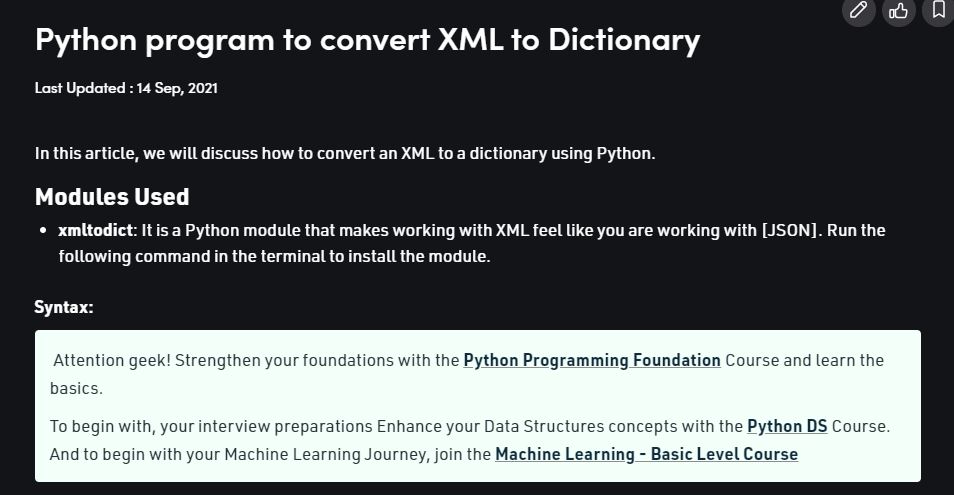 Python program to convert XML to Dictionary
Last Updated : 14 Sep, 2021
In this article, we will discuss how to convert an XML to a dictionary using Python.
Modules Used
• xmltodict: It is a Python module that makes working with XML feel like you are working with [JSON]. Run the
following command in the terminal to install the module.
Syntax:
Attention geek! Strengthen your foundations with the Python Programming Foundation Course and learn the
basics.
To begin with, your interview preparations Enhance your Data Structures concepts with the Python DS Course.
And to begin with your Machine Learning Journey, join the Machine Learning - Basic Level Course